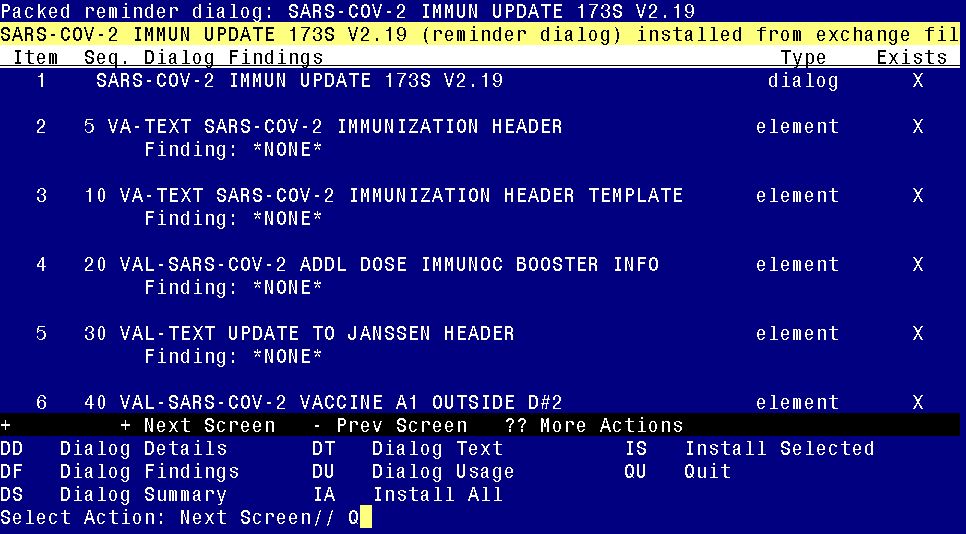 Packed reminder dialog: SARS-COV-2 IMMUN UPDATE 173S V2.19
SARS-COV-2 IMMUN UPDATE 173S V2.19 (reminder dialog) installed from exchange fil
Item  Seq. Dialog Findings  Type  Exists
1  SARS-COV-2 IMMUN UPDATE 173S V2.19  dialog  X
2  5 VA-TEXT SARS-COV-2 IMMUNIZATION HEADER  element  X
Finding: *NONE*
3  10 VA-TEXT SARS-COV-2 IMMUNIZATION HEADER TEMPLATE  element  X
Finding: *NONE*
4  20 VAL-SARS-COV-2 ADDL DOSE IMMUNOC BOOSTER INFO  element  X
Finding: *NONE*
5  30 VAL-TEXT UPDATE TO JANSSEN HEADER  element  X
Finding: *NONE*
6  40 VAL-SARS-COV-2 VACCINE A1 OUTSIDE D#2  element  X
+  + Next Screen  - Prev Screen  ?? More Actions
DD  Dialog Details  DT  Dialog Text  IS  Install Selected
DF  Dialog Findings  DU  Dialog Usage  QU  Quit
DS  Dialog Summary  IA  Install All
Select Action: Next Screen// Q